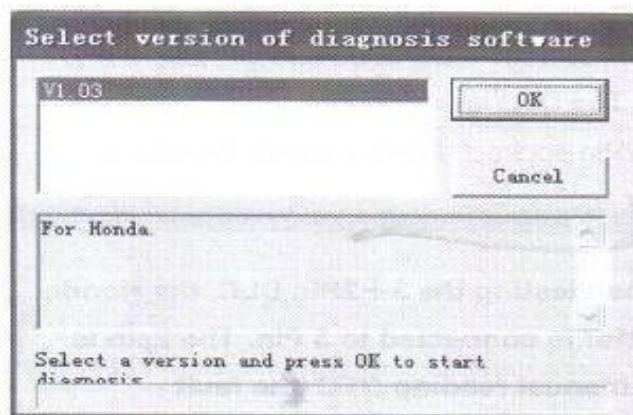 Select version of diagnosis software
V1.03
OK
Cancel
For Honda
Select a version and press OK to start
diagnosis